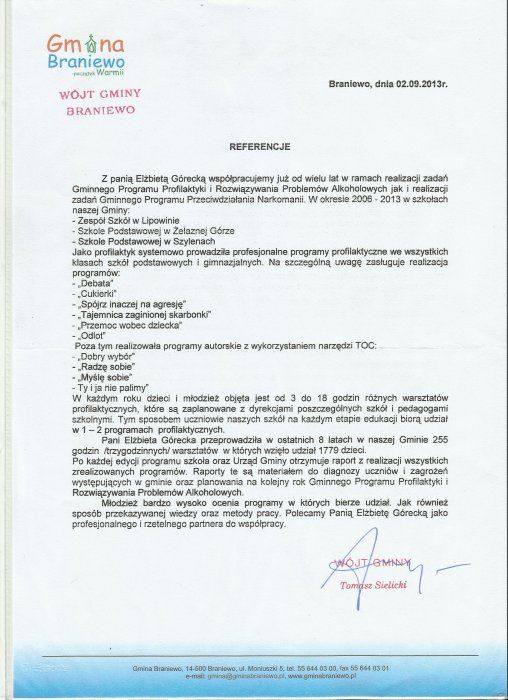 Gmina
Braniewo
początek Warmii
WÓJT GMINY
BRANIEWO
Braniewo, dnia 02.09.2013r.
REFERENCJE
Z panią Elżbietą Górecką współpracujemy już od wielu lat w ramach realizacji zadań
Gminnego Programu Profilaktyki i Rozwiązywania Problemów Alkoholowych jak i realizacji
zadań Gminnego Programu Przeciwdziałania Narkomanii. W okresie 2006 - 2013 w szkołach
naszej Gminy:
- Zespół Szkół w Lipowinie
- Szkole Podstawowej w Żelaznej Górze
- Szkole Podstawowej w Szylenach
Jako profilaktyk systemowo prowadziła profesjonalne programy profilaktyczne we wszystkich
klasach szkół podstawowych i gimnazjalnych. Na szczególną uwagę zasługuje realizacja
programów:
- „Debata”
- „Cukierki”
- „Spójrz inaczej na agresję”
- „Tajemnica zaginionej skarbonki”
- „Przemoc wobec dziecka”
- „Odlot”
Poza tym realizowała programy autorskie z wykorzystaniem narzędzi TOC:
- „Dobry wybór”
- „Radzę sobie”
- „Myślę sobie”
- Ty i ja nie palimy”
W każdym roku dzieci i młodzież objęta jest od 3 do 18 godzin różnych warsztatów
profilaktycznych, które są zaplanowane z dyrekcjami poszczególnych szkół i pedagogami
szkolnymi. Tym sposobem uczniowie naszych szkół na każdym etapie edukacji biorą udział
w 1 – 2 programach profilaktycznych.
Pani Elżbieta Górecka przeprowadziła w ostatnich 8 latach w naszej Gminie 255
godzin /trzygodzinnych/ warsztatów w których wzięło udział 1779 dzieci.
Po każdej edycji programu szkoła oraz Urząd Gminy otrzymuje raport z realizacji wszystkich
zrealizowanych programów. Raporty te są materiałem do diagnozy uczniów i zagrożeń
występujących w gminie oraz planowania na kolejny rok Gminnego Programu Profilaktyki i
Rozwiązywania Problemów Alkoholowych.
Młodzież bardzo wysoko ocenia programy w których bierze udział. Jak również
sposób przekazywanej wiedzy oraz metody pracy. Polecamy Panią Elżbietę Górecką jako
profesjonalnego i rzetelnego partnera do współpracy.
WÓJT GMINY
Tomasz Sielicki
Gmina Braniewo, 14-500 Braniewo, ul. Moniuszki 5, tel. 55 644 03 00, fax 55 644 03 01
e-mail: gmina@gminabraniewo.pl, www.gminabraniewo.pl